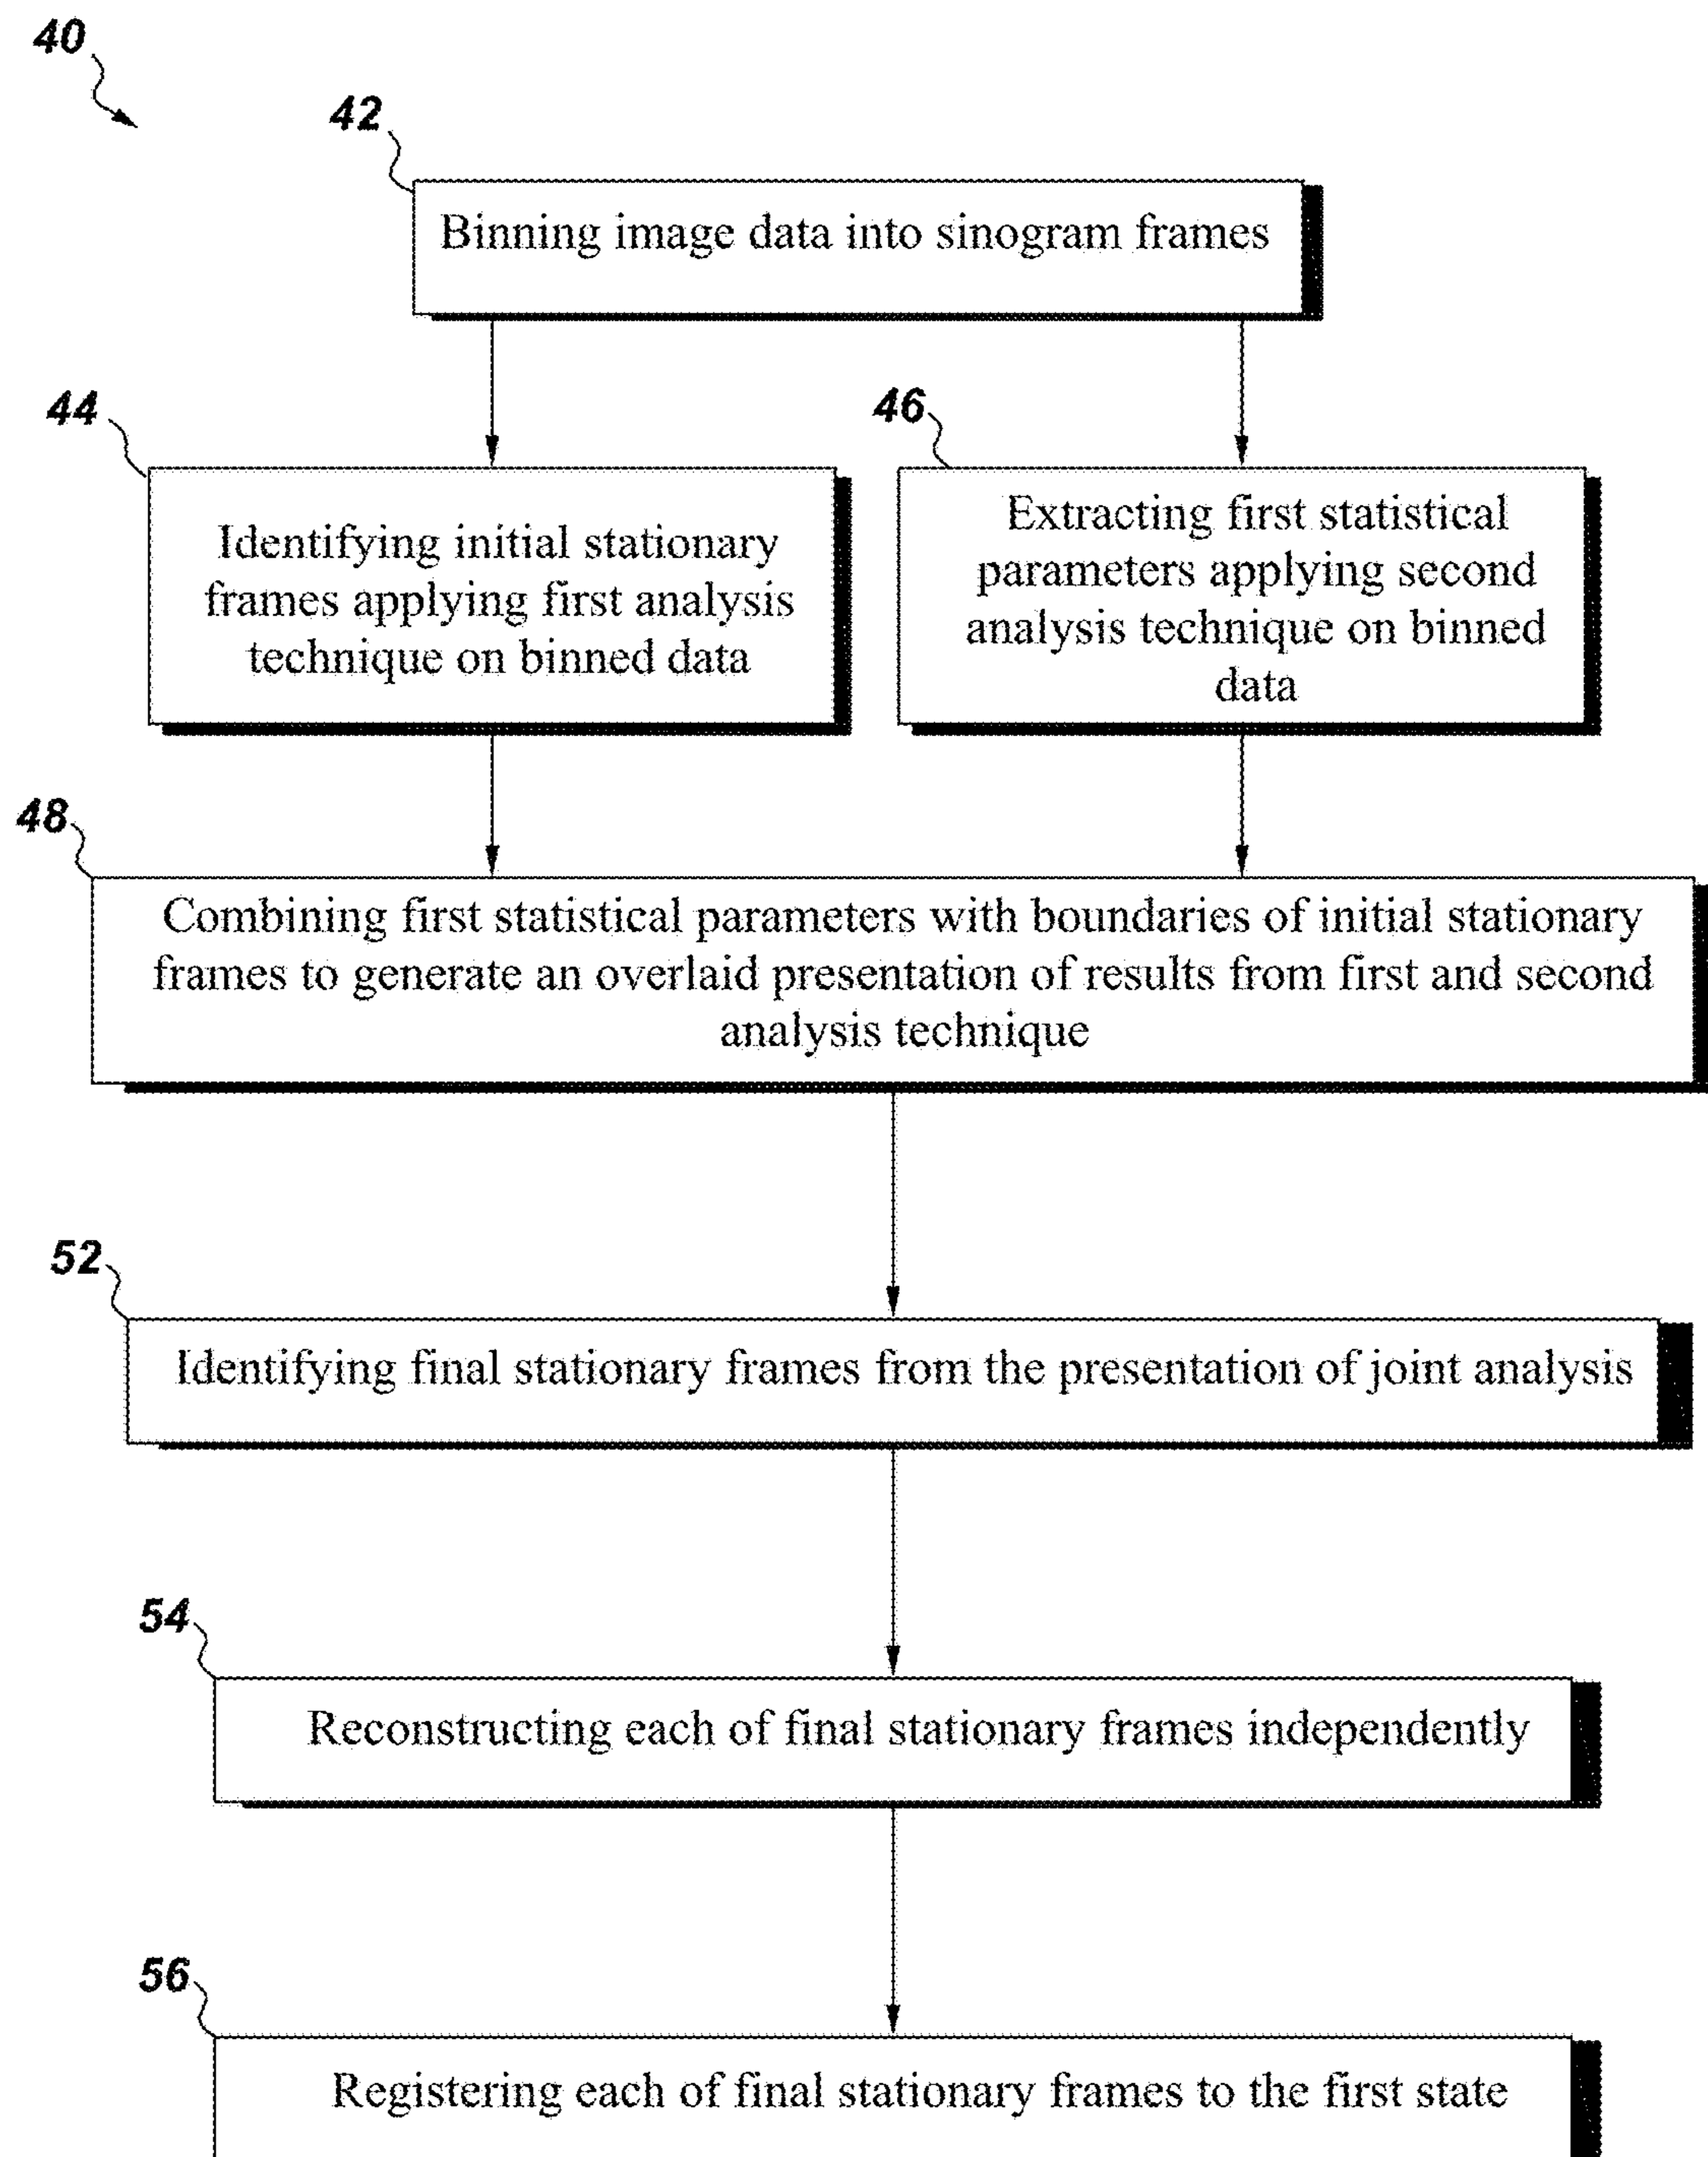 40
42
Binning image data into sinogram frames
44
Identifying initial stationary
frames applying first analysis
technique on binned data
46
Extracting first statistical
parameters applying second
analysis technique on binned
data
48
Combining first statistical parameters with boundaries of initial stationary
frames to generate an overlaid presentation of results from first and second
analysis technique
52
Identifying final stationary frames from the presentation of joint analysis
54
Reconstructing each of final stationary frames independently
56
Registering each of final stationary frames to the first state